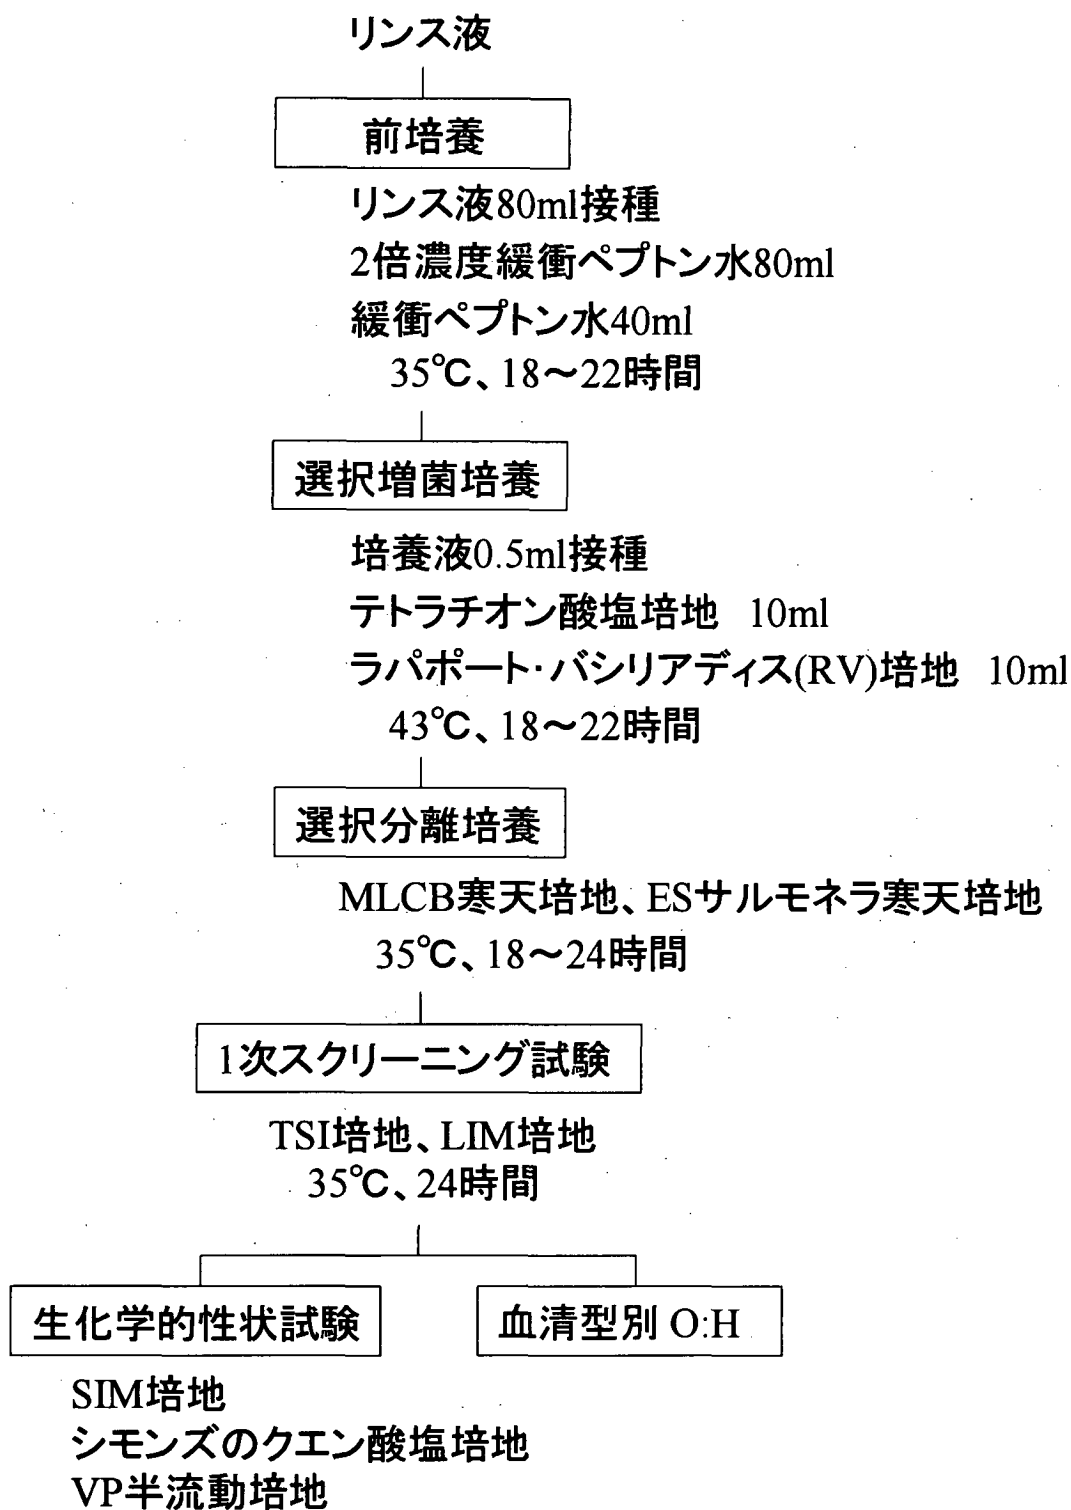 リンス液
前培養
リンス液80ml接種
2倍濃度緩衝ペプトン水80ml
緩衝ペプトン水40ml
35℃、18〜22時間
選択増菌培養
培養液0.5ml接種
テトラチオン酸塩培地 10ml
ラパポート・バシリアディス(RV)培地 10ml
43℃、18〜22時間
選択分離培養
MLCB寒天培地、ESサルモネラ寒天培地
35℃、18〜24時間
1次スクリーニング試験
TSI培地、LIM培地
35℃、24時間
生化学的性状試験
血清型別 O:H
SIM培地
シモンズのクエン酸塩培地
VP半流動培地